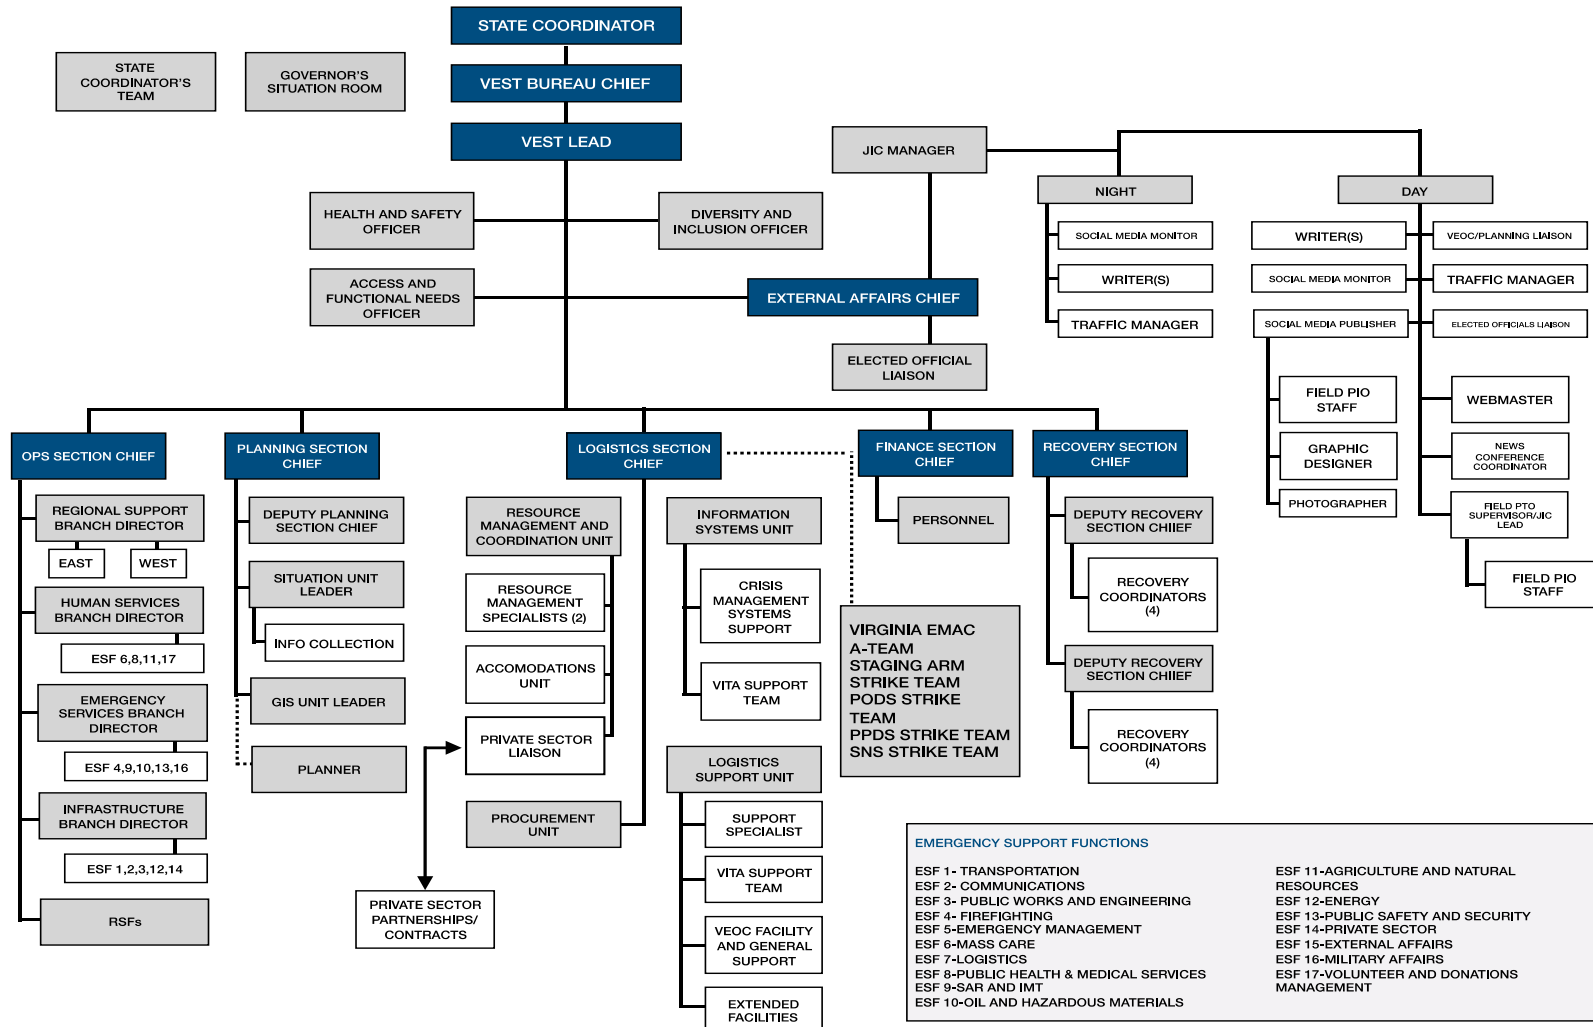 STATE COORDINATOR
STATE
COORDINATOR'S
TEAM
GOVERNOR'S
SITUATION ROOM
VEST BUREAU CHIEF
VEST LEAD
JIC MANAGER
HEALTH AND SAFETY
OFFICER
DIVERSITY AND
INCLUSION OFFICER
ACCESS AND
FUNCTIONAL NEEDS
OFFICER
EXTERNAL AFFAIRS CHIEF
ELECTED OFFICIAL
LIAISON
NIGHT
SOCIAL MEDIA MONITOR
WRITER(S)
TRAFFIC MANAGER
DAY
WRITER(S)
VEOC/PLANNING LIAISON
SOCIAL MEDIA MONITOR
TRAFFIC MANAGER
SOCIAL MEDIA PUBLISHER
ELECTED OFFICIALS LIAISON
FIELD PIO
STAFF
GRAPHIC
DESIGNER
PHOTOGRAPHER
WEBMASTER
NEWS
CONFERENCE
COORDINATOR
FIELD PTO
SUPERVISOR/JIC
LEAD
FIELD PIO
STAFF
OPS SECTION CHIEF
REGIONAL SUPPORT
BRANCH DIRECTOR
EAST
WEST
HUMAN SERVICES
BRANCH DIRECTOR
ESF 6,8,11,17
EMERGENCY
SERVICES BRANCH
DIRECTOR
ESF 4,9,10,13,16
INFRASTRUCTURE
BRANCH DIRECTOR
ESF 1,2,3,12,14
RSFs
PLANNING SECTION
CHIEF
DEPUTY PLANNING
SECTION CHIEF
SITUATION UNIT
LEADER
INFO COLLECTION
GIS UNIT LEADER
PLANNER
LOGISTICS SECTION
CHIEF
RESOURCE
MANAGEMENT AND
COORDINATION UNIT
RESOURCE
MANAGEMENT
SPECIALISTS (2)
ACCOMODATIONS
UNIT
PRIVATE SECTOR
LIAISON
PROCUREMENT
UNIT
PRIVATE SECTOR
PARTNERSHIPS/
CONTRACTS
INFORMATION
SYSTEMS UNIT
CRISIS
MANAGEMENT
SYSTEMS
SUPPORT
VITA SUPPORT
TEAM
LOGISTICS
SUPPORT UNIT
SUPPORT
SPECIALIST
VITA SUPPORT
TEAM
VEOC FACILITY
AND GENERAL
SUPPORT
EXTENDED
FACILITIES
FINANCE SECTION
CHIEF
PERSONNEL
VIRGINIA EMAC
A-TEAM
STAGING ARM
STRIKE TEAM
PODS STRIKE
TEAM
PPDS STRIKE TEAM
SNS STRIKE TEAM
RECOVERY SECTION
CHIEF
DEPUTY RECOVERY
SECTION CHIEF
RECOVERY
COORDINATORS
(4)
DEPUTY RECOVERY
SECTION CHIEF
RECOVERY
COORDINATORS
(4)
EMERGENCY SUPPORT FUNCTIONS
ESF 1- TRANSPORTATION
ESF 2- COMMUNICATIONS
ESF 3- PUBLIC WORKS AND ENGINEERING
ESF 4- FIREFIGHTING
ESF 5-EMERGENCY MANAGEMENT
ESF 6-MASS CARE
ESF 7-LOGISTICS
ESF 8-PUBLIC HEALTH & MEDICAL SERVICES
ESF 9-SAR AND IMT
ESF 10-OIL AND HAZARDOUS MATERIALS
ESF 11-AGRICULTURE AND NATURAL
RESOURCES
ESF 12-ENERGY
ESF 13-PUBLIC SAFETY AND SECURITY
ESF 14-PRIVATE SECTOR
ESF 15-EXTERNAL AFFAIRS
ESF 16-MILITARY AFFAIRS
ESF 17-VOLUNTEER AND DONATIONS
MANAGEMENT